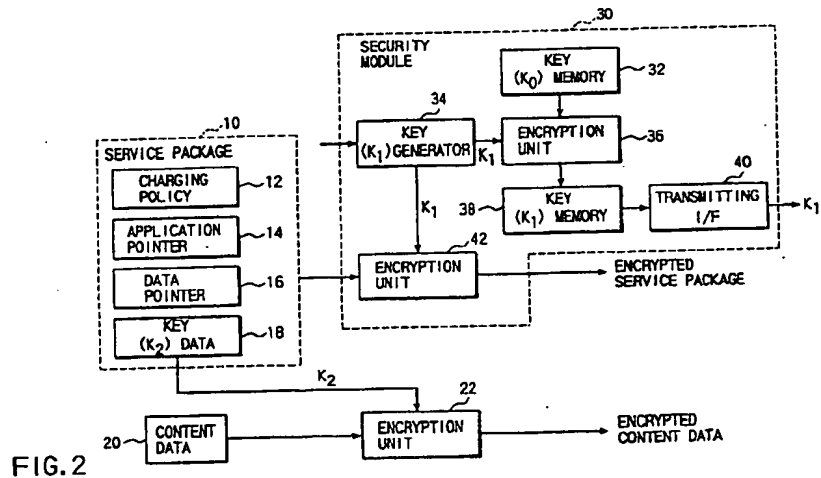 30
SECURITY
MODULE
KEY
(K0) MEMORY
32
34
KEY
(K1) GENERATOR
K1
ENCRYPTION
UNIT
36
10
SERVICE PACKAGE
CHARGING
POLICY
12
APPLICATION
POINTER
14
DATA
POINTER
16
KEY
(K2) DATA
18
K1
38
KEY
(K1) MEMORY
40
TRANSMITTING
I/F
K1
42
ENCRYPTION
UNIT
ENCRYPTED
SERVICE PACKAGE
K2
22
20
CONTENT
DATA
ENCRYPTION
UNIT
ENCRYPTED
CONTENT DATA
FIG.2